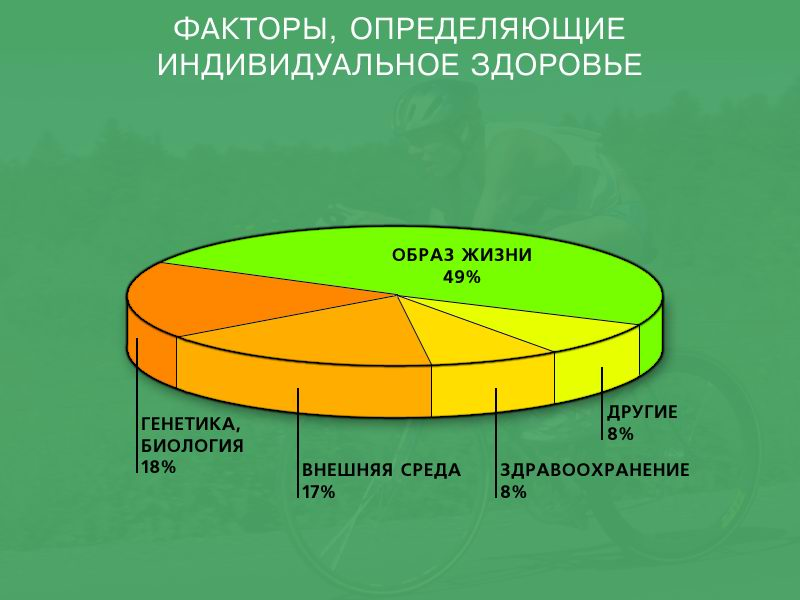 ФАКТОРЫ, ОПРЕДЕЛЯЮЩИЕ
ИНДИВИДУАЛЬНОЕ ЗДОРОВЬЕ
ОБРАЗ ЖИЗНИ
49%
ДРУГИЕ
8%
ГЕНЕТИКА,
БИОЛОГИЯ
18%
ВНЕШНЯЯ СРЕДА
17%
ЗДРАВООХРАНЕНИЕ
8%